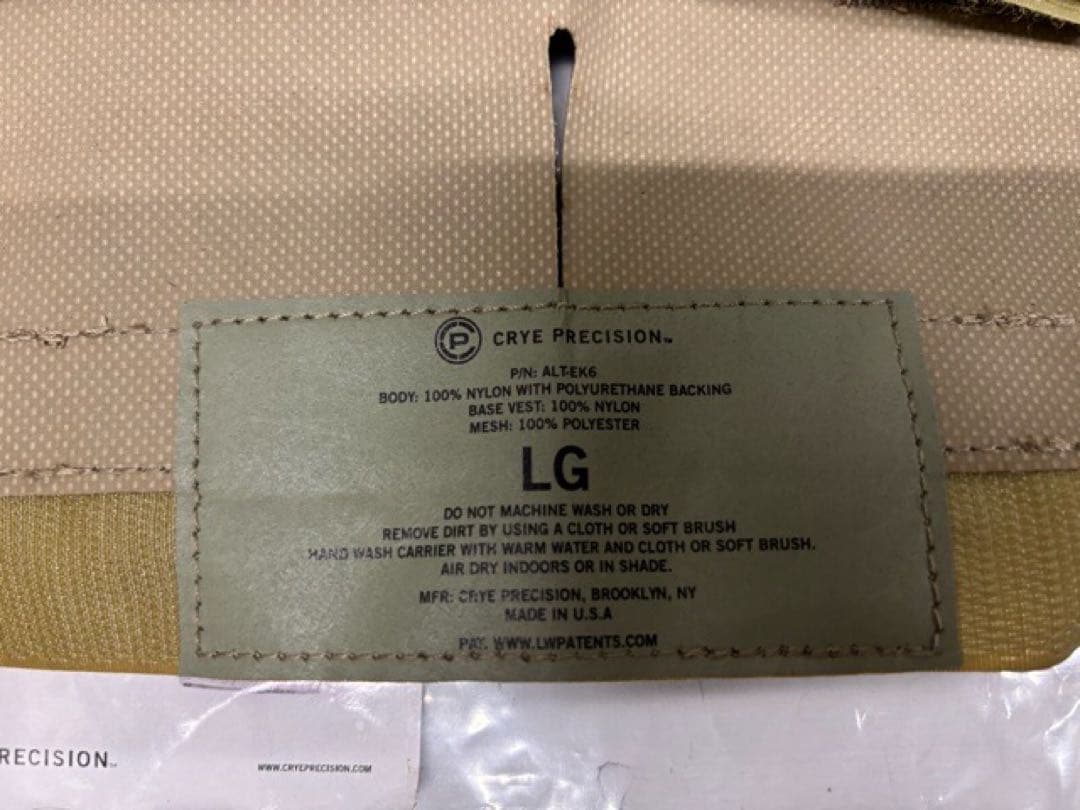 CP CRYE PRECISION™
P/N: ALT-EK6
BODY: 100% NYLON WITH POLYURETHANE BACKING
BASE VEST: 100% NYLON
MESH: 100% POLYESTER
LG
DO NOT MACHINE WASH OR DRY
REMOVE DIRT BY USING A CLOTH OR SOFT BRUSH
HAND WASH CARRIER WITH WARM WATER AND CLOTH OR SOFT BRUSH.
AIR DRY INDOORS OR IN SHADE.
MFR: CRYE PRECISION, BROOKLYN, NY
MADE IN U.S.A
PAT. WWW.LWPATENTS.COM
RECISION™
WWW.CRYEPRECISION.COM